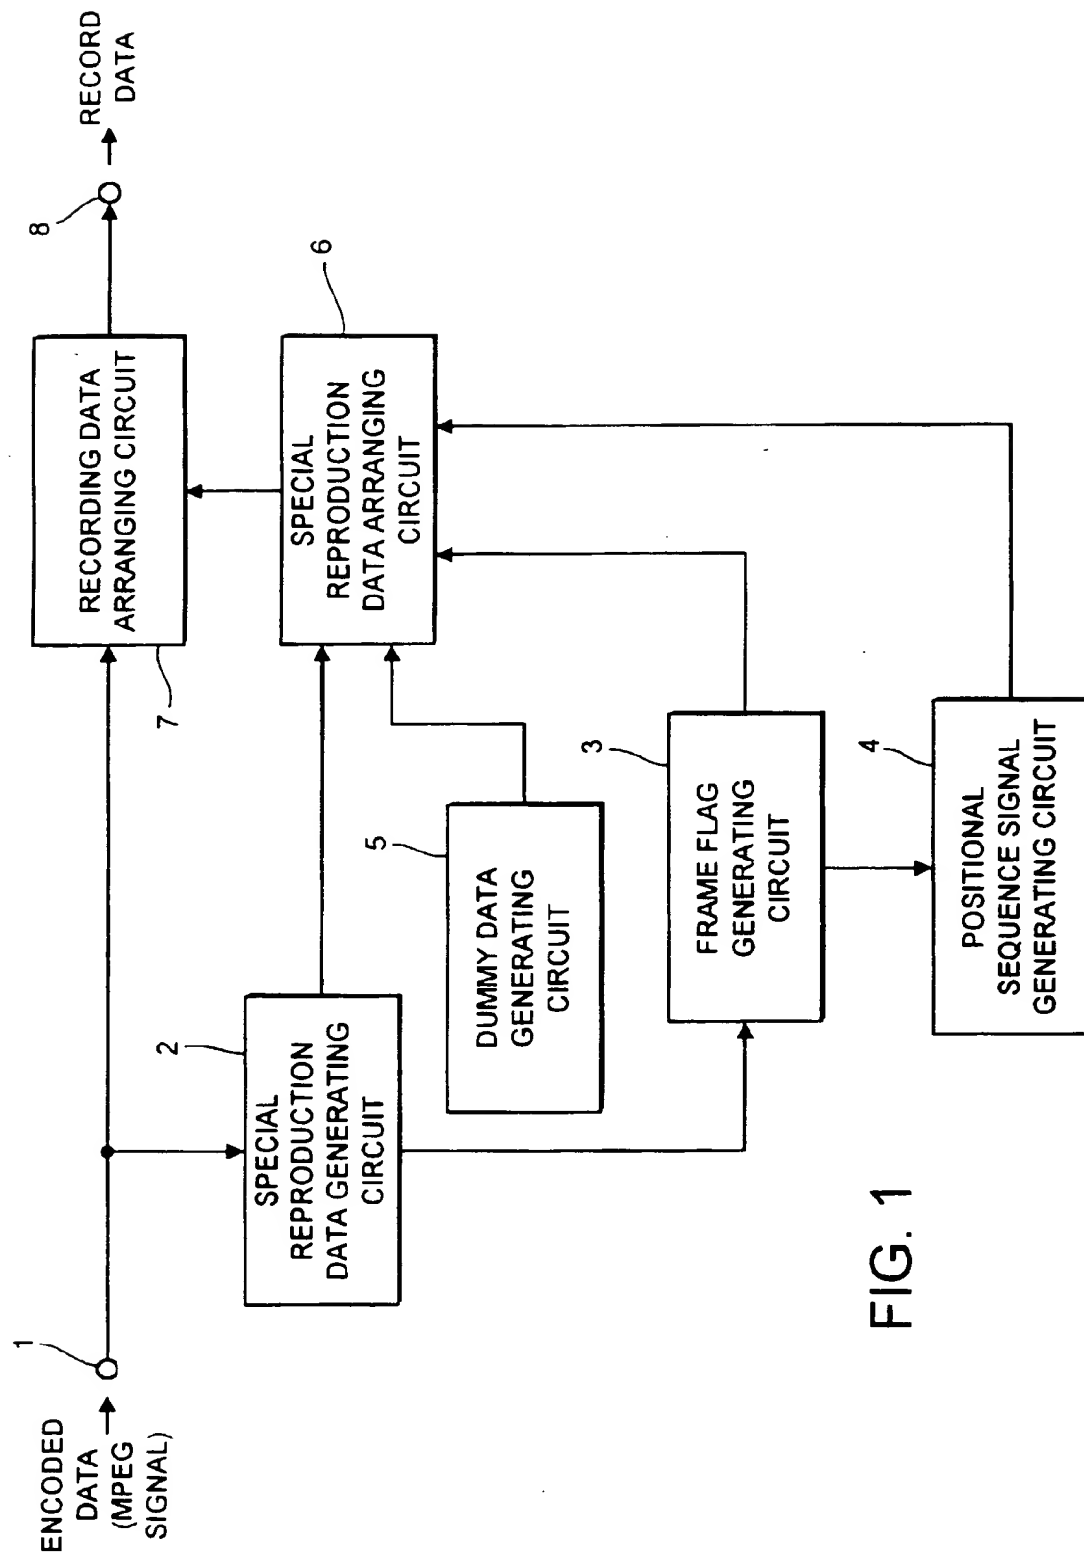 ENCODED
DATA
(MPEG
SIGNAL)
1
2
SPECIAL
REPRODUCTION
DATA GENERATING
CIRCUIT
5
DUMMY DATA
GENERATING
CIRCUIT
3
FRAME FLAG
GENERATING
CIRCUIT
4
POSITIONAL
SEQUENCE SIGNAL
GENERATING CIRCUIT
7
RECORDING DATA
ARRANGING CIRCUIT
6
SPECIAL
REPRODUCTION
DATA ARRANGING
CIRCUIT
8
RECORD
DATA
FIG. 1